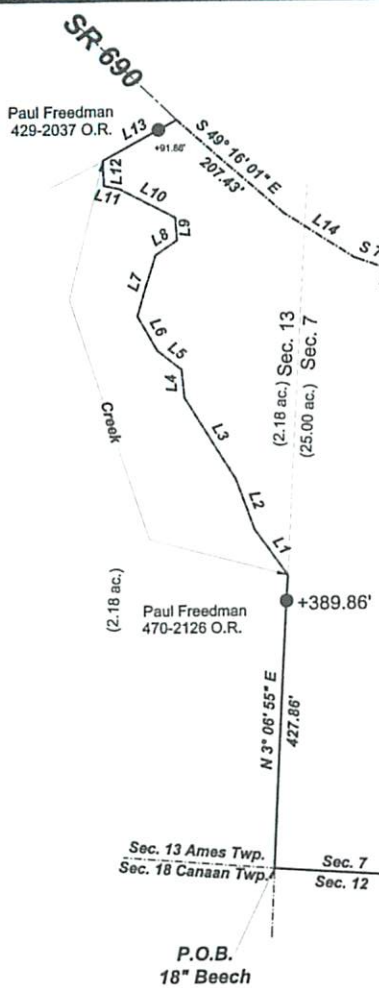 SR-690
Paul Freedman
429-2037 O.R.
L13
+91.66'
S 49° 16' 01" E
207.43'
L14
S 7
L12
L11
L10
L9
L8
L7
L6
L5
L4
L3
L2
L1
Creek
(2.18 ac.) Sec. 13
Sec. 7
(25.00 ac.)
(2.18 ac.)
Paul Freedman
470-2126 O.R.
+389.86'
N 3° 06' 55" E
427.86'
Sec. 13 Ames Twp.
Sec. 18 Canaan Twp.
Sec. 7
Sec. 12
P.O.B.
18" Beech